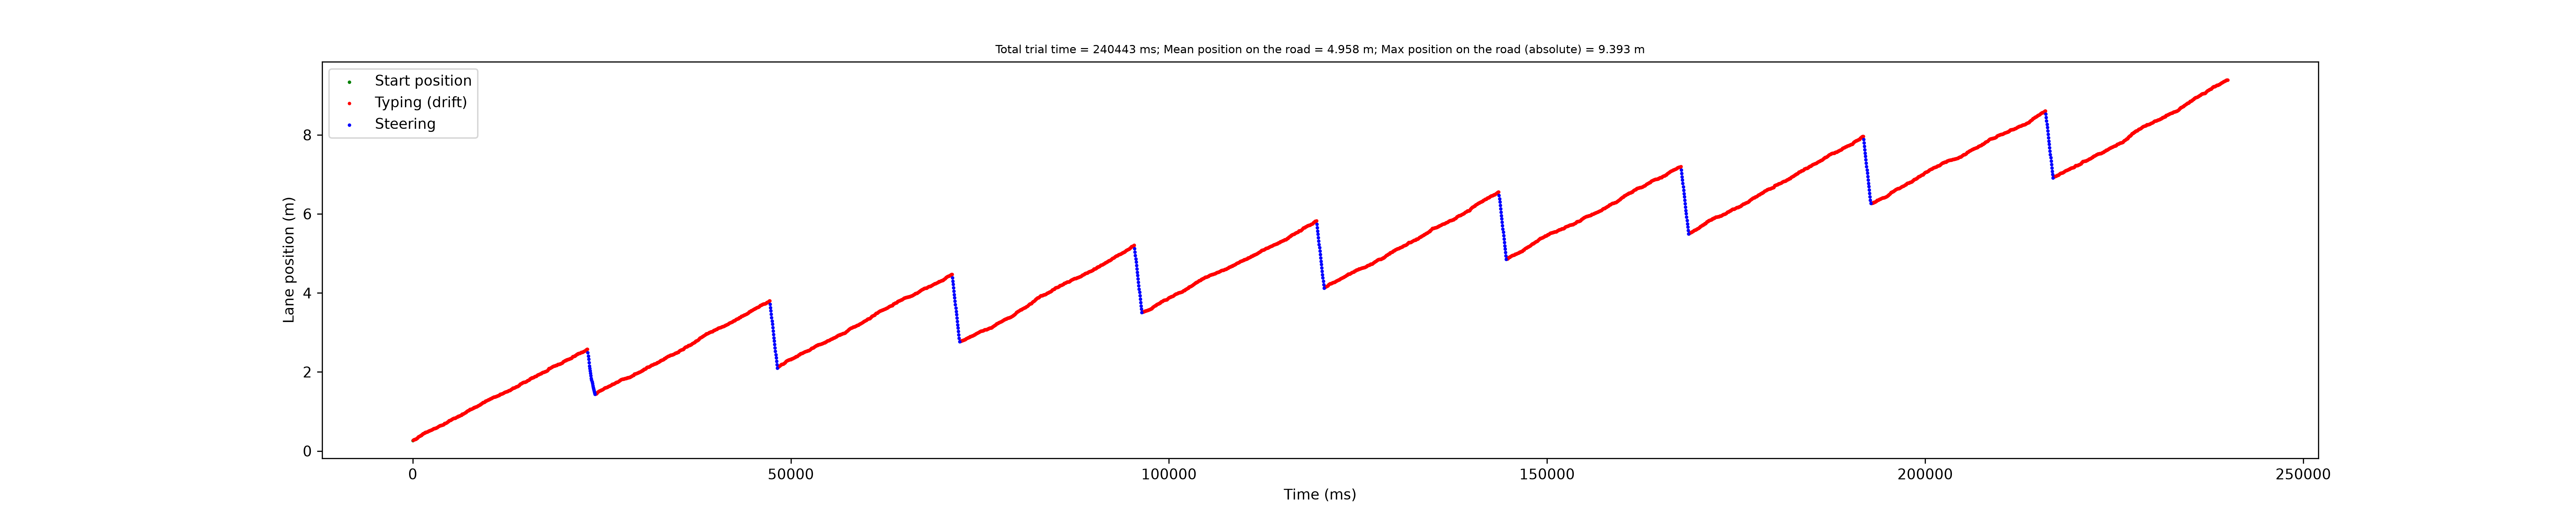 Total trial time = 240443 ms; Mean position on the road = 4.958 m; Max position on the road (absolute) = 9.393 m
Start position
Typing (drift)
Steering
8
6
4
2
0
Lane position (m)
0 50000 100000 150000 200000 250000
Time (ms)